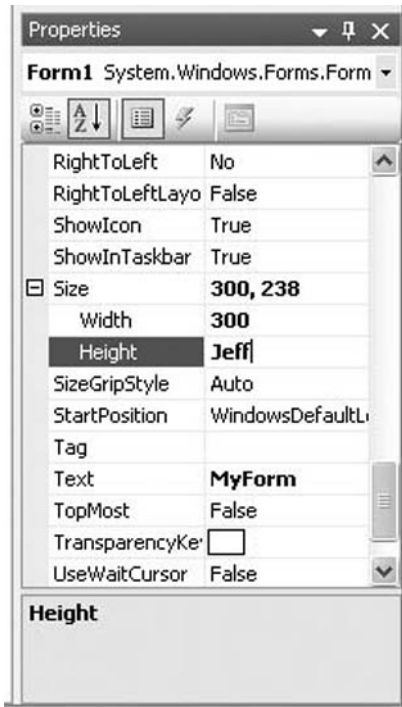 Properties
Form1 System.Windows.Forms.Form
A
Z
RightToLeft No
RightToLeftLayo False
ShowIcon True
ShowInTaskbar True
Size 300, 238
Width 300
Height Jeff
SizeGripStyle Auto
StartPosition WindowsDefaultL
Tag
Text MyForm
TopMost False
TransparencyKe
UseWaitCursor False
Height